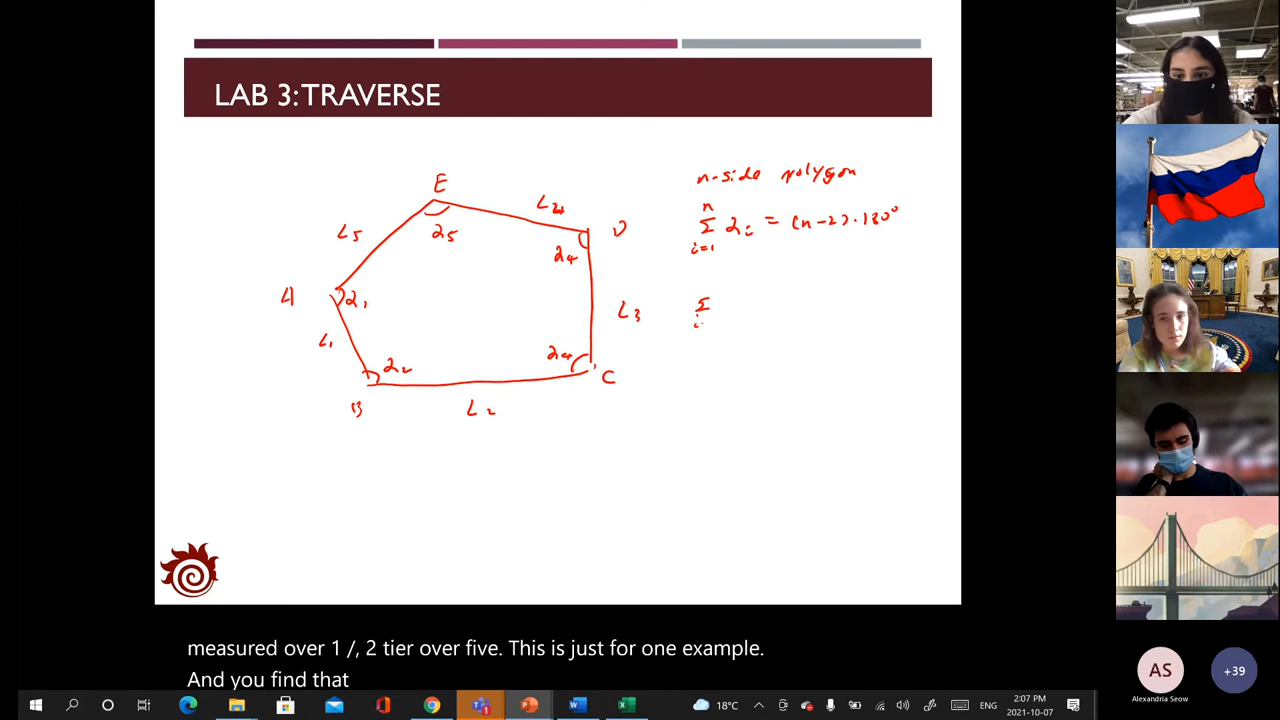 LAB 3: TRAVERSE
E
L4
L5
α5
D
α4
A
α1
L3
L1
α2
α4
C
B
L2
n-side polygon
n
Σ αi = (n-2)·180°
i=1
Σ
i
measured over 1 /, 2 tier over five. This is just for one example.
And you find that
AS
Alexandria Seow
+39
1
18°C
ENG
2:07 PM
2021-10-07